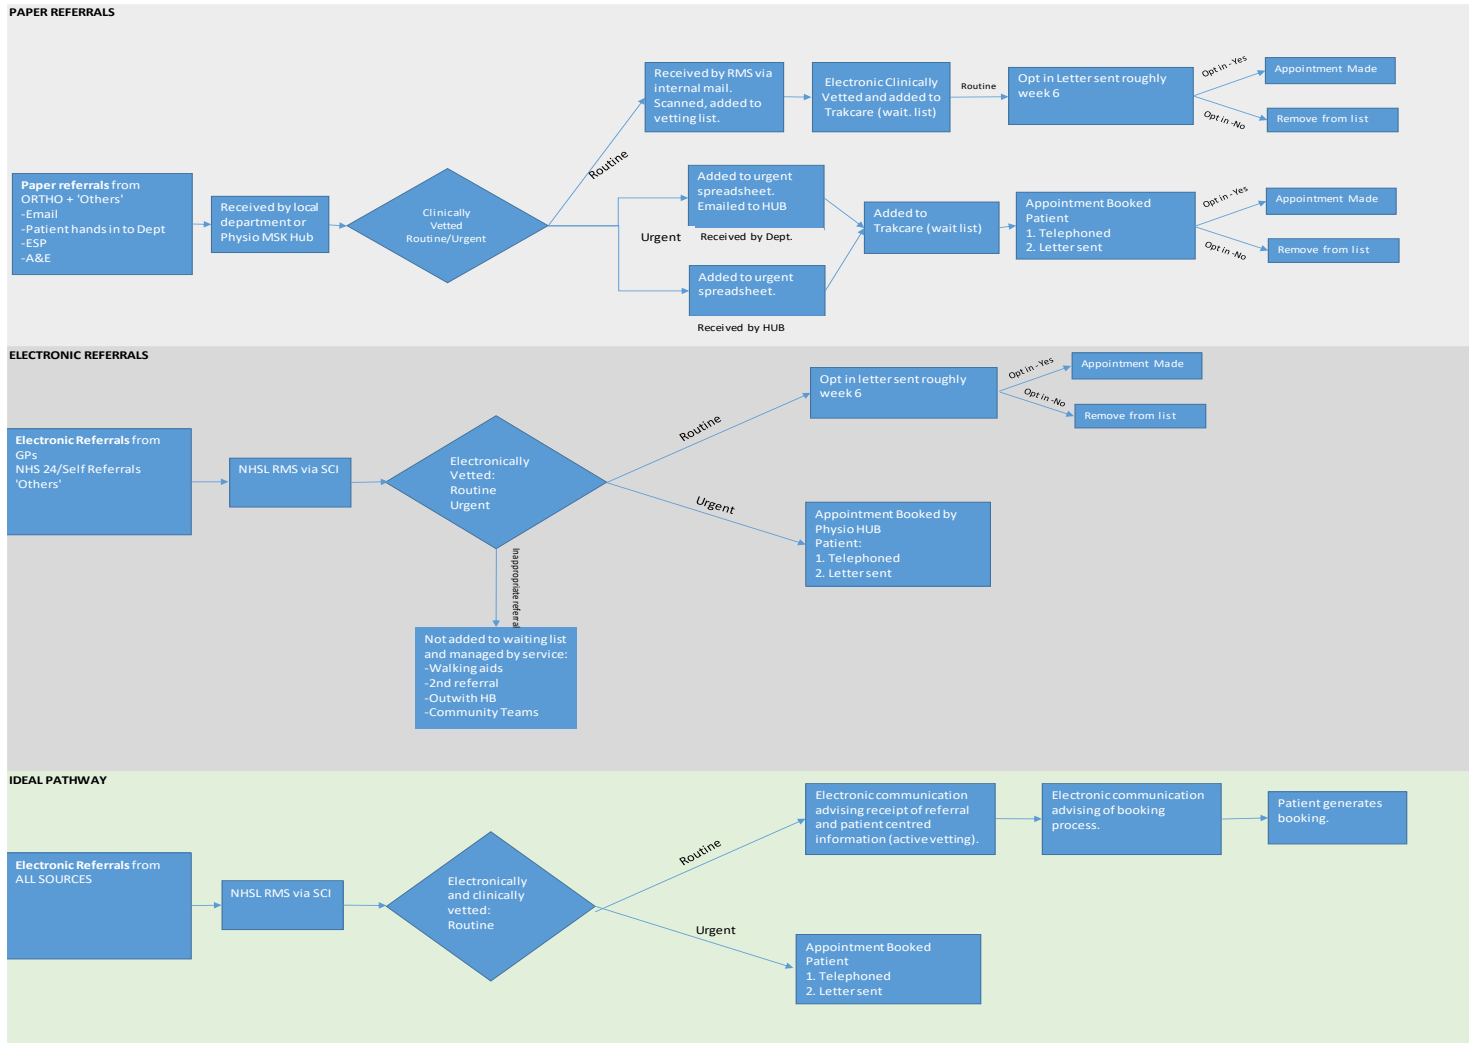 PAPER REFERRALS
Paper referrals from
ORTHO + 'Others'
-Email
-Patient hands in to Dept
-ESP
-A&E
Received by local
department or
Physio MSK Hub
Clinically
Vetted
Routine/Urgent
Routine
Received by RMS via
internal mail.
Scanned, added to
vetting list.
Electronic Clinically
Vetted and added to
Trakcare (wait. list)
Routine
Opt in Letter sent roughly
week 6
Opt in - Yes
Appointment Made
Opt in -No
Remove from list
Urgent
Added to urgent
spreadsheet.
Emailed to HUB
Received by Dept.
Added to urgent
spreadsheet.
Received by HUB
Added to
Trakcare (wait list)
Appointment Booked
Patient
1. Telephoned
2. Letter sent
Opt in - Yes
Appointment Made
Opt in -No
Remove from list
ELECTRONIC REFERRALS
Electronic Referrals from
GPs
NHS 24/Self Referrals
'Others'
NHSL RMS via SCI
Electronically
Vetted:
Routine
Urgent
Routine
Opt in letter sent roughly
week 6
Opt in - Yes
Appointment Made
Opt in -No
Remove from list
Urgent
Appointment Booked by
Physio HUB
Patient:
1. Telephoned
2. Letter sent
Inappropriate referral
Not added to waiting list
and managed by service:
-Walking aids
-2nd referral
-Outwith HB
-Community Teams
IDEAL PATHWAY
Electronic Referrals from
ALL SOURCES
NHSL RMS via SCI
Electronically
and clinically
vetted:
Routine
Routine
Electronic communication
advising receipt of referral
and patient centred
information (active vetting).
Electronic communication
advising of booking
process.
Patient generates
booking.
Urgent
Appointment Booked
Patient
1. Telephoned
2. Letter sent